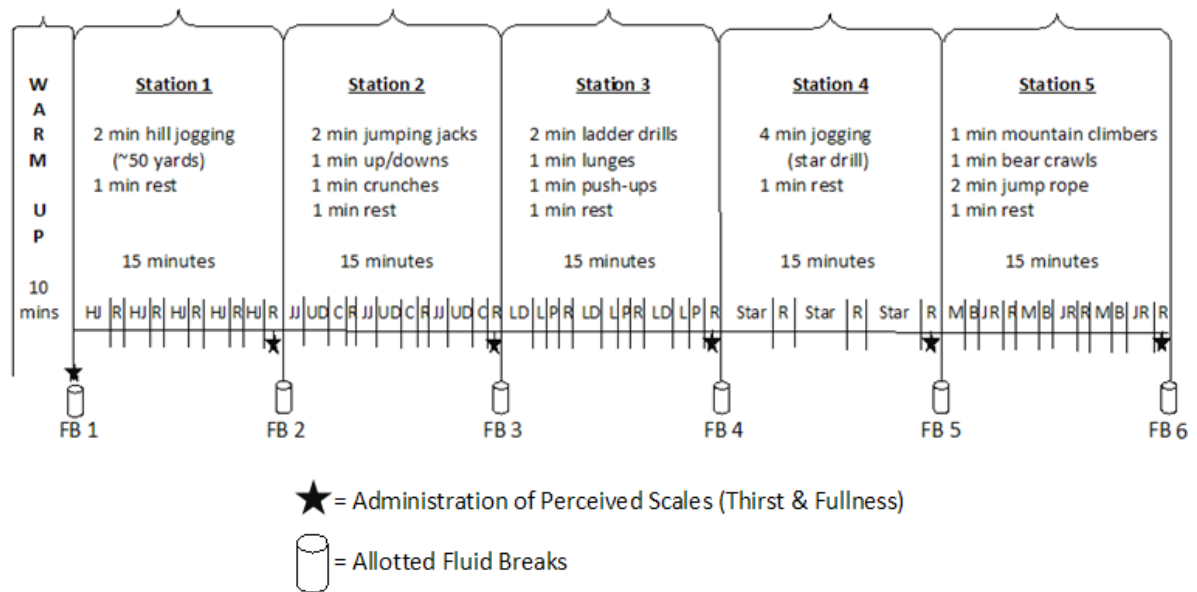 WARM UP
10
mins
Station 1
2 min hill jogging
(~50 yards)
1 min rest
15 minutes
Station 2
2 min jumping jacks
1 min up/downs
1 min crunches
1 min rest
15 minutes
Station 3
2 min ladder drills
1 min lunges
1 min push-ups
1 min rest
15 minutes
Station 4
4 min jogging
(star drill)
1 min rest
15 minutes
Station 5
1 min mountain climbers
1 min bear crawls
2 min jump rope
1 min rest
15 minutes
HJ R HJ R HJ R HJ R HJ R JJ UD C R JJ UD C R JJ UD C R LD L P R LD L P R LD L P R Star R Star R Star R M B JR R M B JR R M B JR R
FB 1 FB 2 FB 3 FB 4 FB 5 FB 6
= Administration of Perceived Scales (Thirst & Fullness)
= Allotted Fluid Breaks